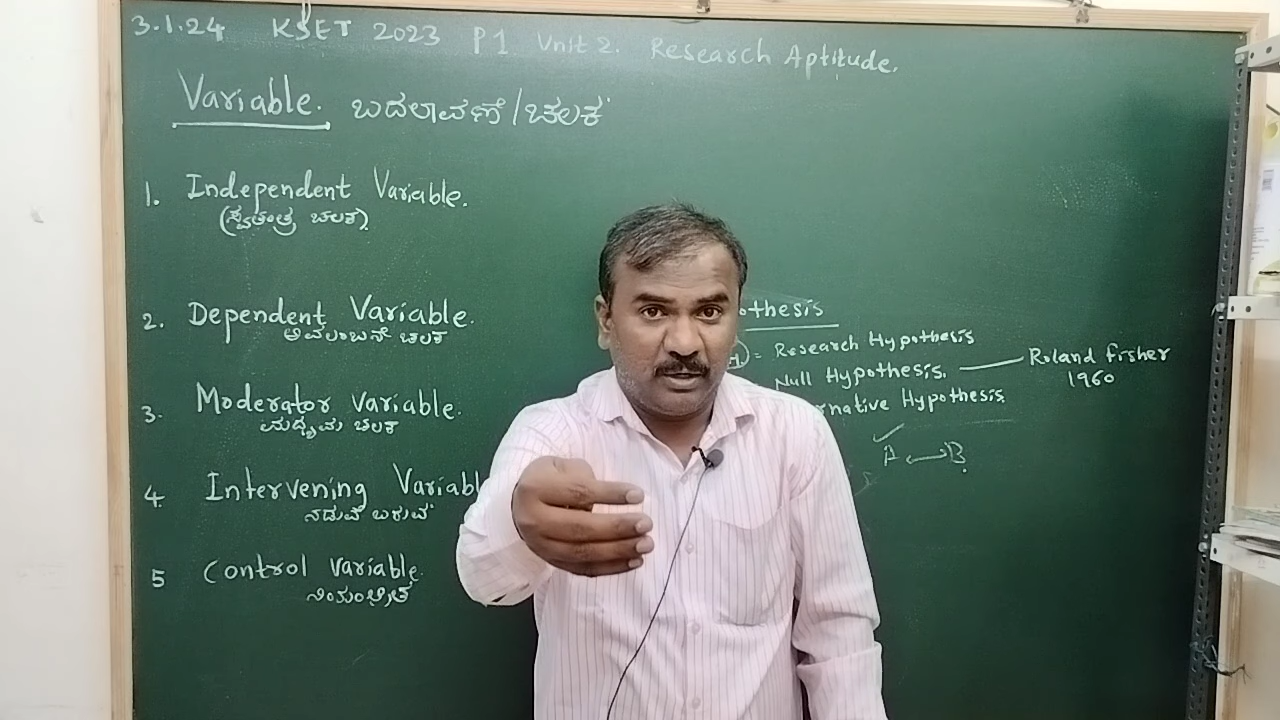 3.1.24 KSET 2023 P1 Unit 2. Research Aptitude.
Variable. ಬದಲಾವಣೆ/ಚಲಕ
1. Independent Variable.
(ಸ್ವತಂತ್ರ ಚಲಕ)
2. Dependent Variable.
ಅವಲಂಬನೆ ಚಲಕ
3. Moderator Variable.
ಮಧ್ಯಮ ಚಲಕ
4. Intervening Variabl
ನಡುವೆ ಬರುವ
5 Control Variable.
ನಿಯಂತ್ರಿತ
othesis
H) = Research Hypothesis
Null Hypothesis. — Roland Fisher
1960
rnative Hypothesis
A B